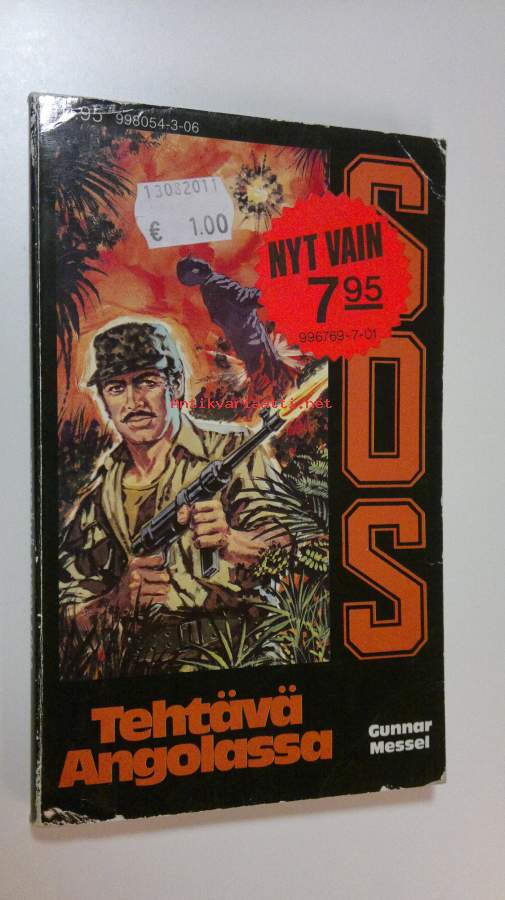 .95 998054-3-06
13082011
€ 1.00
NYT VAIN
7 95
996769-7-01
SOS
Antikvariaatti.net
Tehtävä
Angolassa
Gunnar
Messel